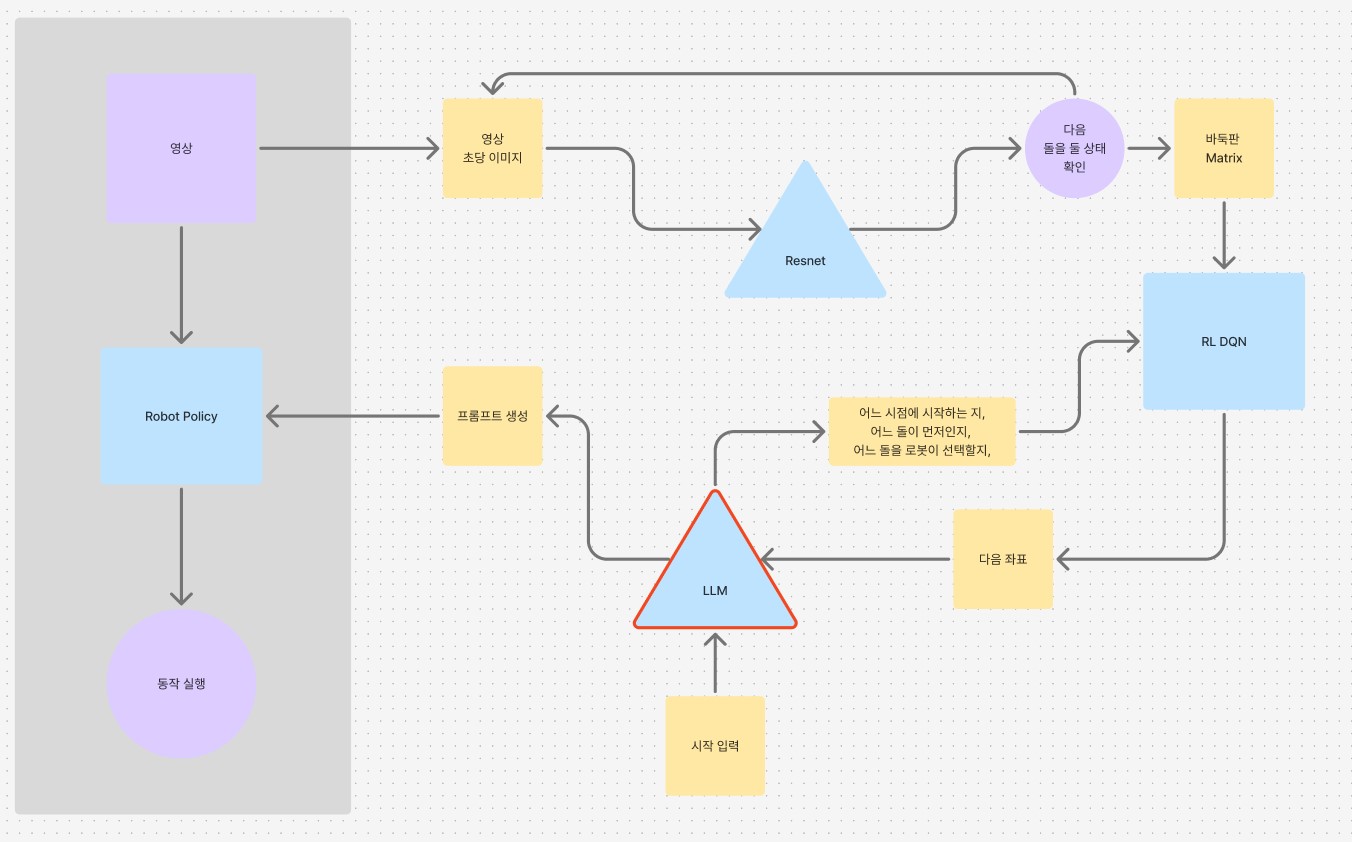 영상
영상
초당 이미지
Resnet
다음
돌을 둘 상태
확인
바둑판
Matrix
RL DQN
Robot Policy
프롬프트 생성
어느 시점에 시작하는 지,
어느 돌이 먼저인지,
어느 돌을 로봇이 선택할지,
LLM
다음 좌표
동작 실행
시작 입력